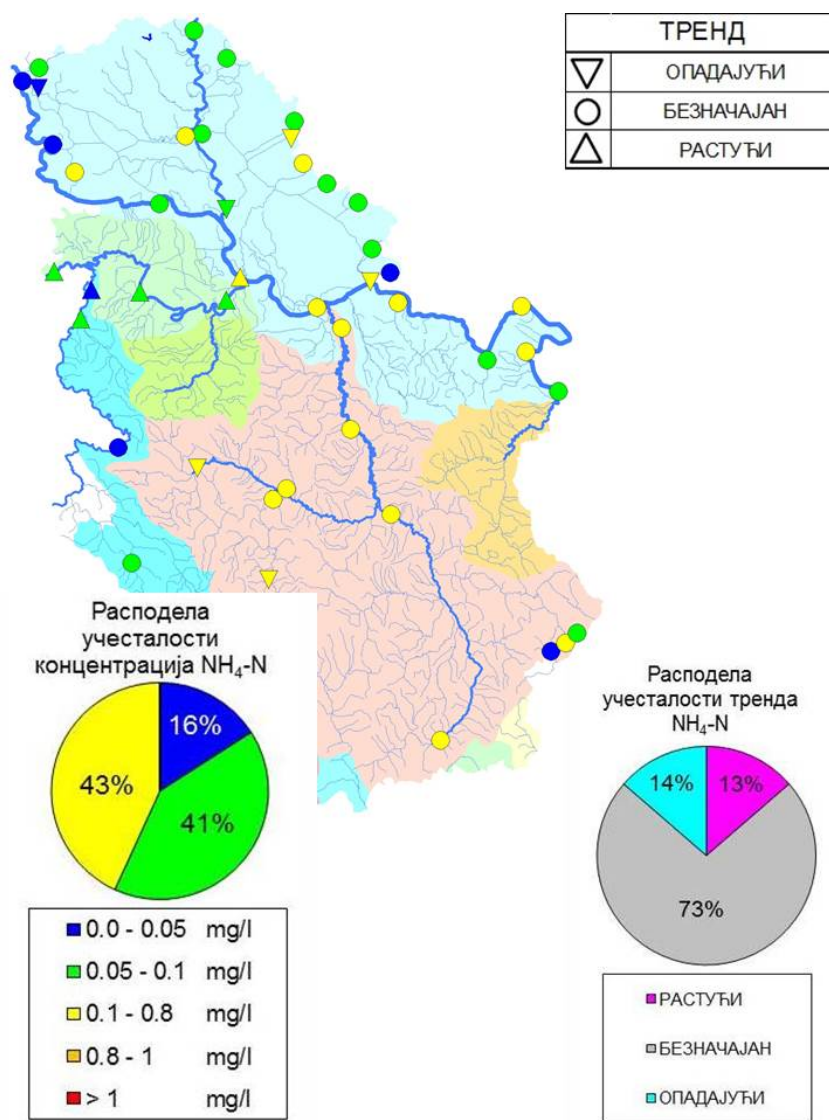 ТРЕНД
ОПАДАЈУЋИ
БЕЗНАЧАЈАН
РАСТУЋИ
Расподела
учесталости
концентрација NH₄-N
16%
43%
41%
0.0 - 0.05 mg/l
0.05 - 0.1 mg/l
0.1 - 0.8 mg/l
0.8 - 1 mg/l
> 1 mg/l
Расподела
учесталости тренда
NH₄-N
14%
13%
73%
РАСТУЋИ
БЕЗНАЧАЈАН
ОПАДАЈУЋИ